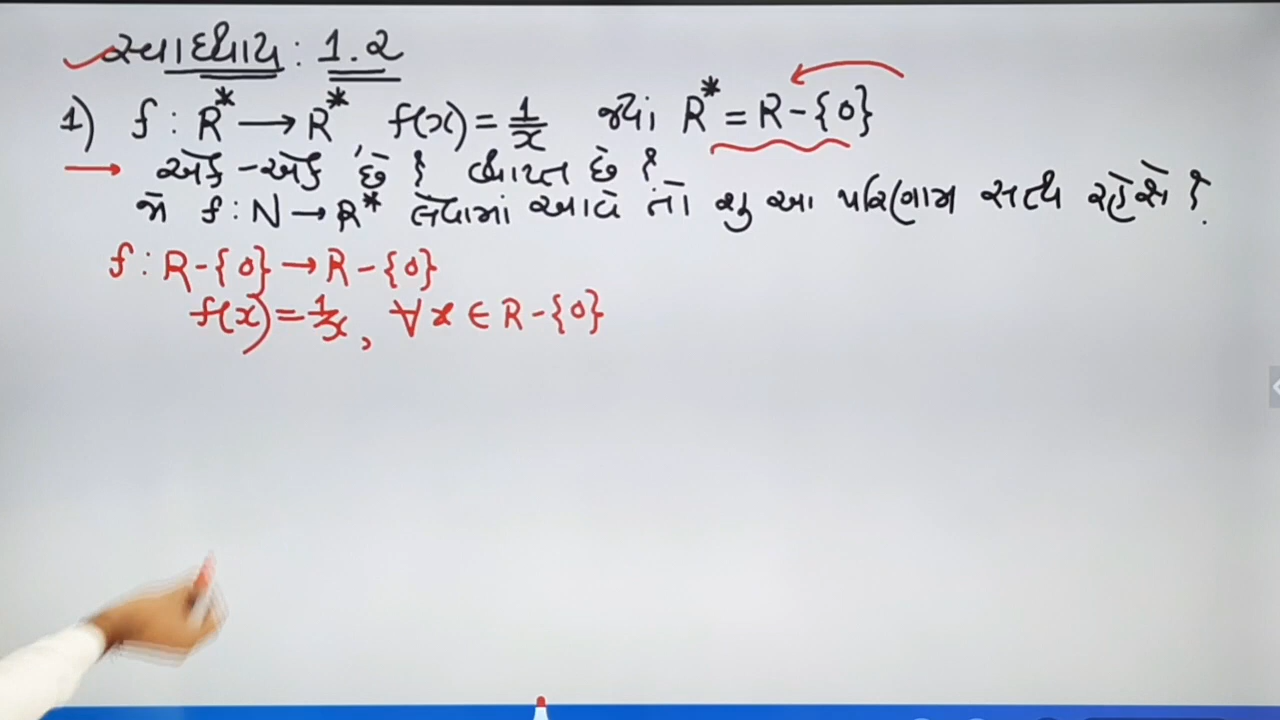 સ્વાધ્યાય : 1.2
1) f : R* → R*, f(x) = 1/x જ્યાં R* = R - {0}
એક - એક છે ? વ્યાપ્ત છે ?
જો f : N → R* લેવામાં આવે તો શુ આ પરિણામ સત્ય રહેશે ?
f : R - {0} → R - {0}
f(x) = 1/x, ∀ x ∈ R - {0}